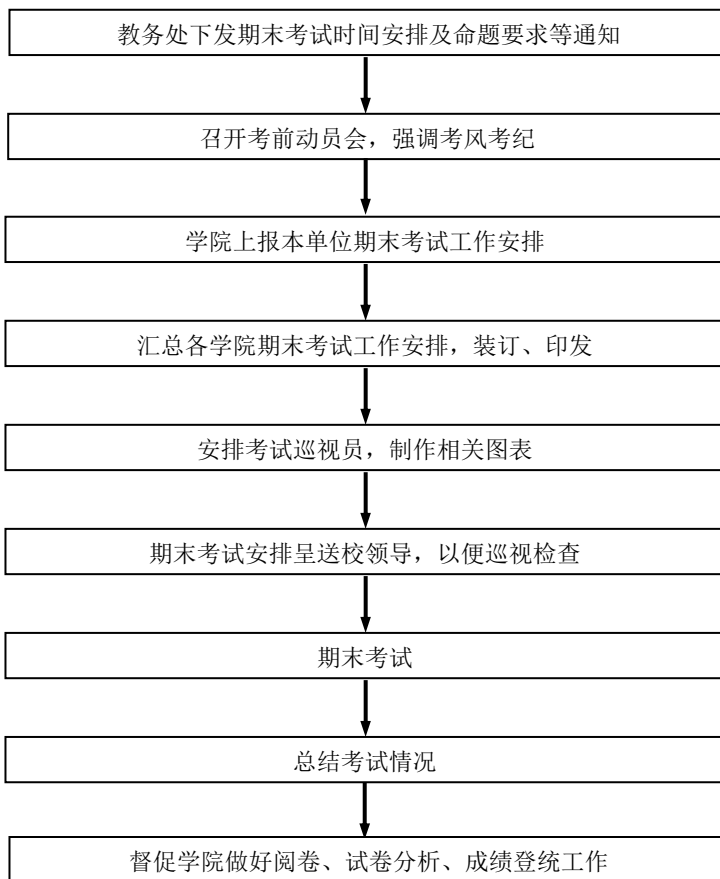 教务处下发期末考试时间安排及命题要求等通知
召开考前动员会，强调考风考纪
学院上报本单位期末考试工作安排
汇总各学院期末考试工作安排，装订、印发
安排考试巡视员，制作相关图表
期末考试安排呈送校领导，以便巡视检查
期末考试
总结考试情况
督促学院做好阅卷、试卷分析、成绩登统工作